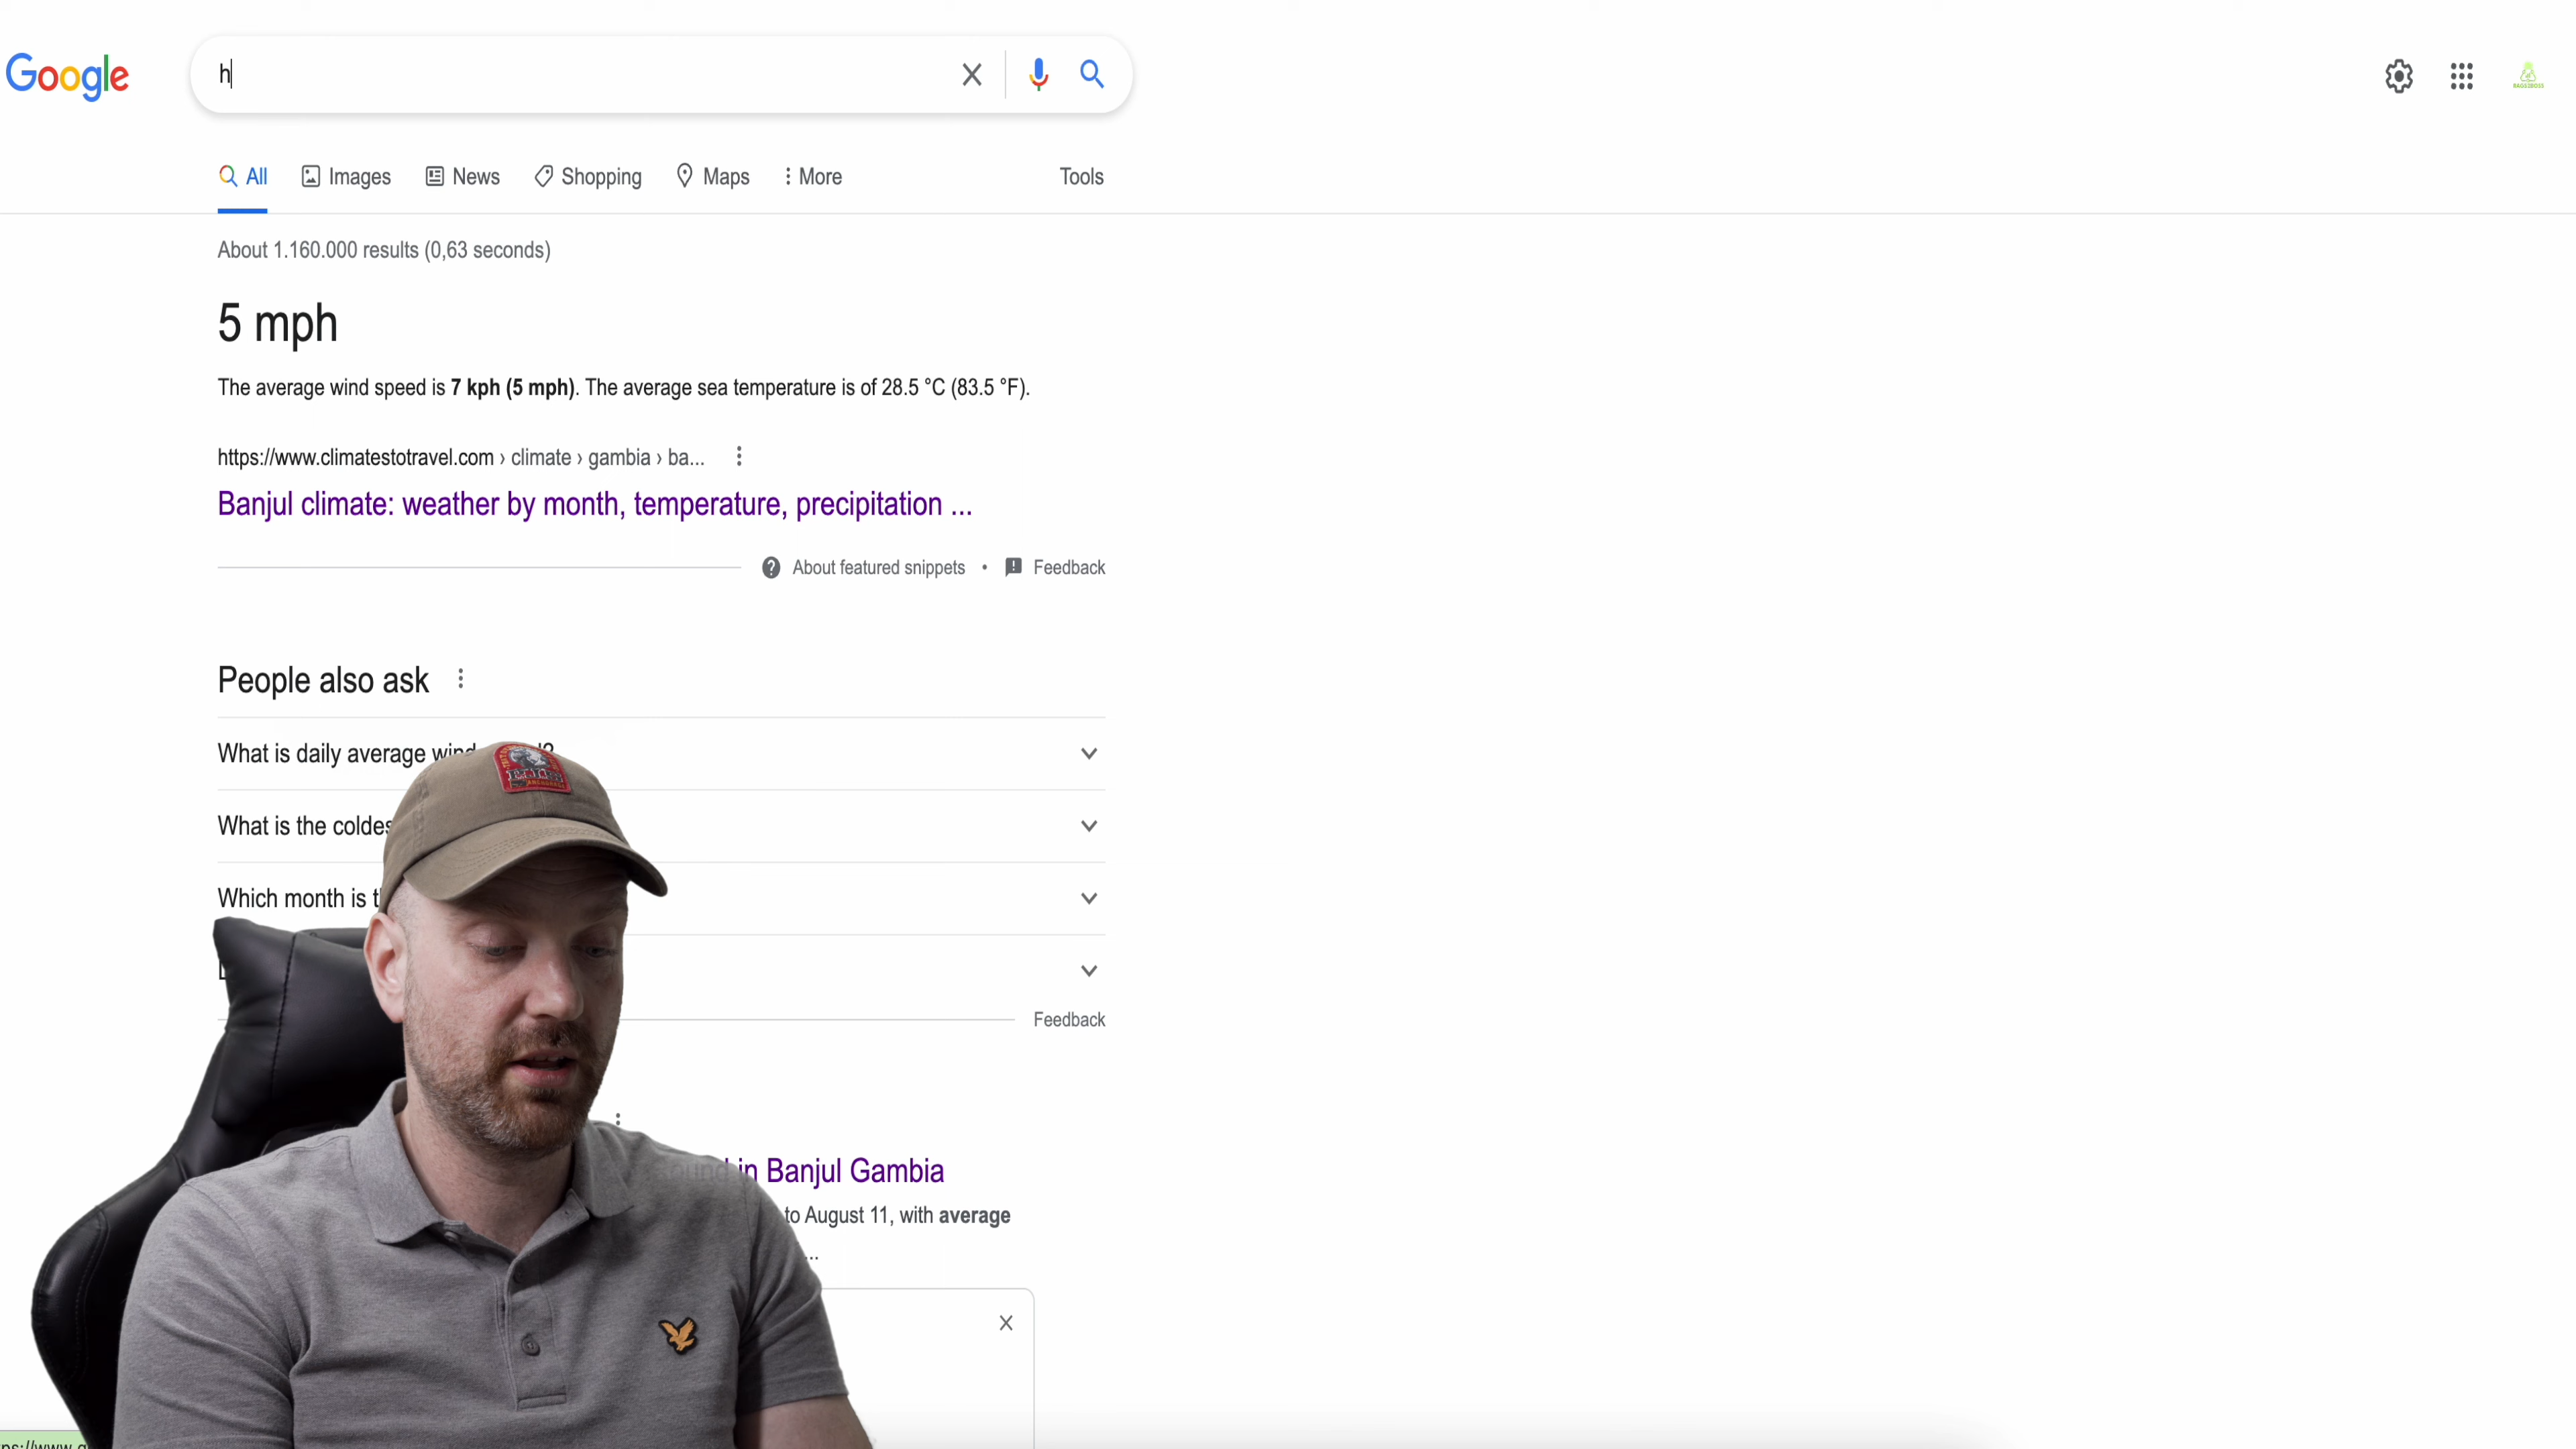 Google
h
All
Images
News
Shopping
Maps
More
Tools
About 1.160.000 results (0,63 seconds)
5 mph
The average wind speed is 7 kph (5 mph). The average sea temperature is of 28.5 °C (83.5 °F).
https://www.climatestotravel.com › climate › gambia › ba...
Banjul climate: weather by month, temperature, precipitation ...
About featured snippets • Feedback
People also ask
What is daily average
What is the
Which month is
Feedback
in Banjul Gambia
to August 11, with average
...